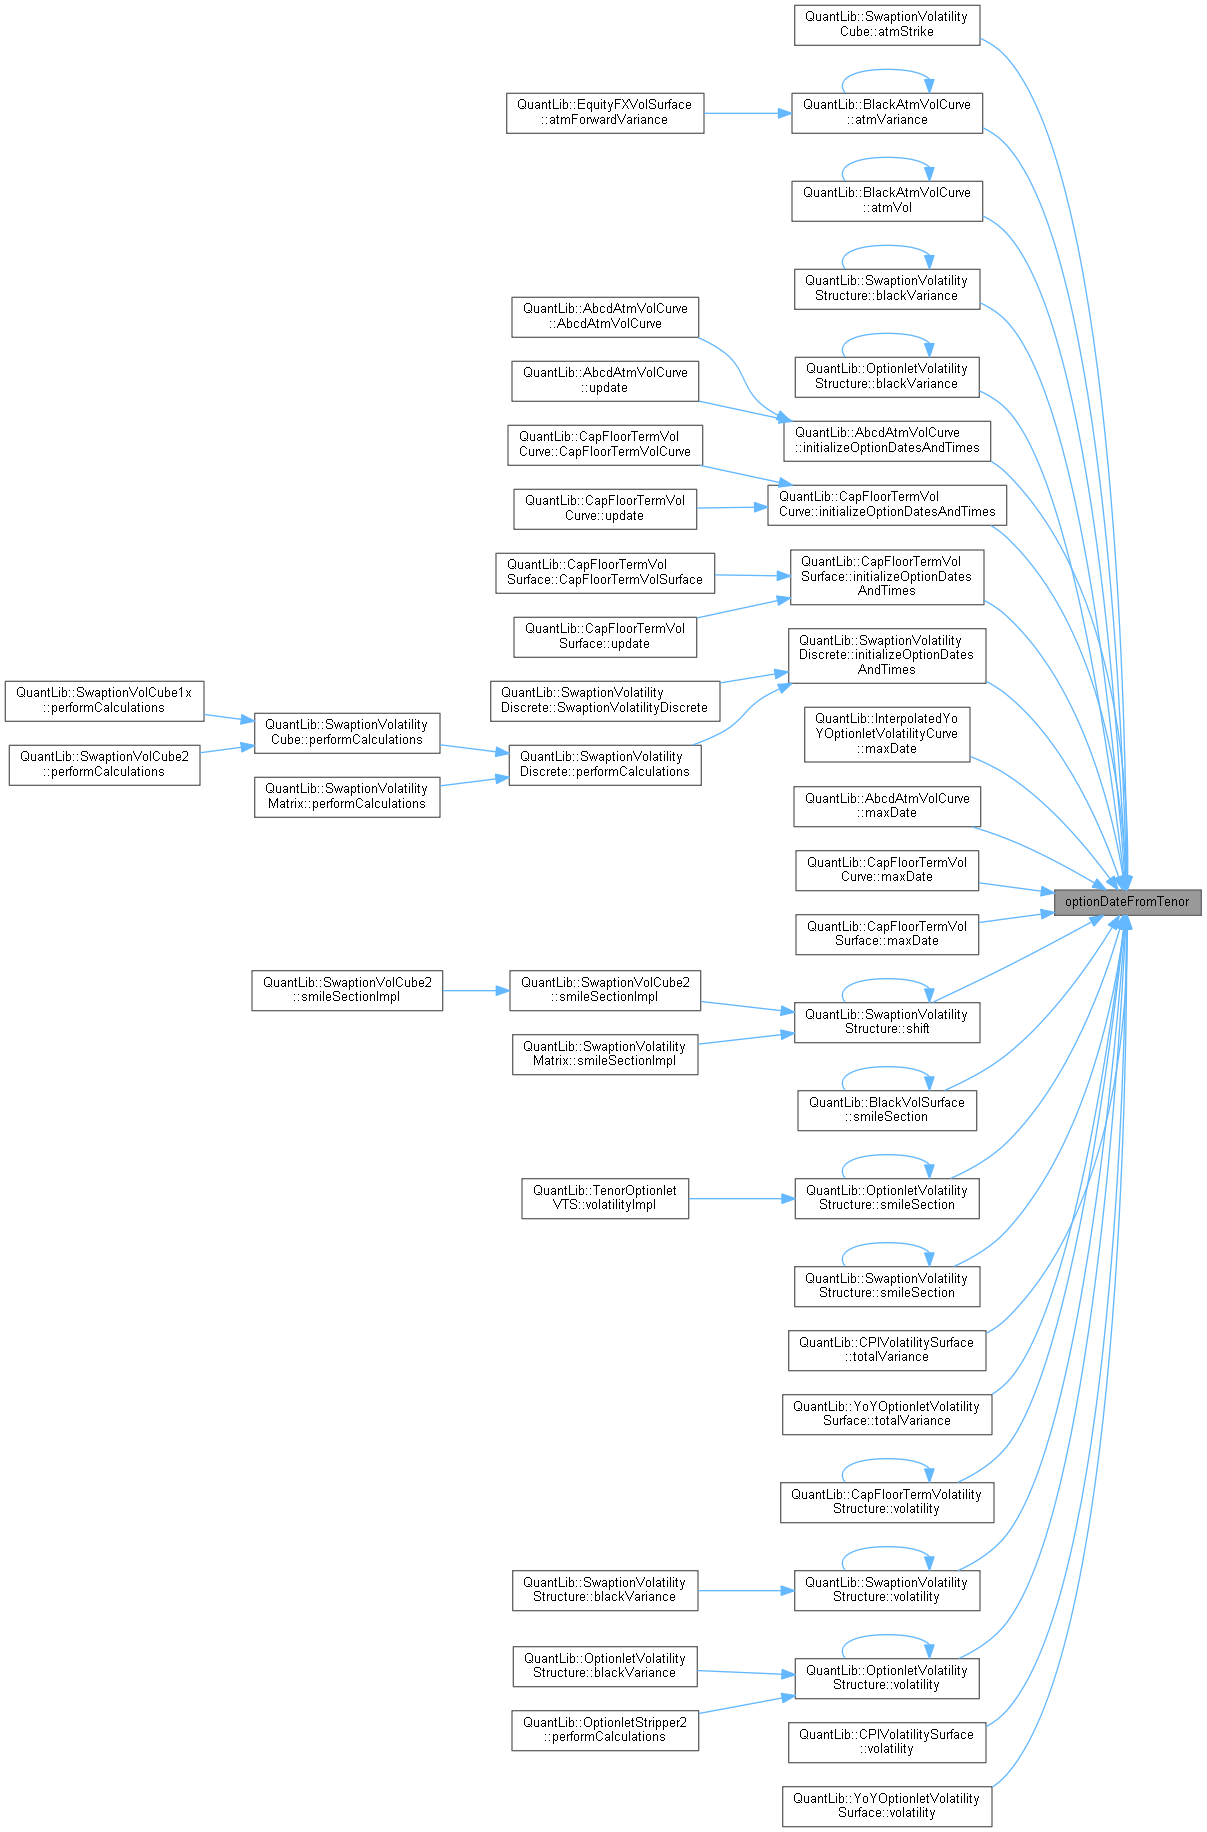 QuantLib::SwaptionVolatility
Cube::atmStrike
QuantLib::EquityFXVolSurface
::atmForwardVariance
QuantLib::BlackAtmVolCurve
::atmVariance
QuantLib::BlackAtmVolCurve
::atmVol
QuantLib::SwaptionVolatility
Structure::blackVariance
QuantLib::AbcdAtmVolCurve
::AbcdAtmVolCurve
QuantLib::OptionletVolatility
Structure::blackVariance
QuantLib::AbcdAtmVolCurve
::update
QuantLib::AbcdAtmVolCurve
::initializeOptionDatesAndTimes
QuantLib::CapFloorTermVol
Curve::CapFloorTermVolCurve
QuantLib::CapFloorTermVol
Curve::update
QuantLib::CapFloorTermVol
Curve::initializeOptionDatesAndTimes
QuantLib::CapFloorTermVol
Surface::CapFloorTermVolSurface
QuantLib::CapFloorTermVol
Surface::initializeOptionDates
AndTimes
QuantLib::CapFloorTermVol
Surface::update
QuantLib::SwaptionVolatility
Discrete::initializeOptionDates
AndTimes
QuantLib::SwaptionVolCube1x
::performCalculations
QuantLib::SwaptionVolatility
Discrete::SwaptionVolatilityDiscrete
QuantLib::SwaptionVolatility
Cube::performCalculations
QuantLib::InterpolatedYo
YOptionletVolatilityCurve
::maxDate
QuantLib::SwaptionVolCube2
::performCalculations
QuantLib::SwaptionVolatility
Discrete::performCalculations
QuantLib::SwaptionVolatility
Matrix::performCalculations
QuantLib::AbcdAtmVolCurve
::maxDate
QuantLib::CapFloorTermVol
Curve::maxDate
optionDateFromTenor
QuantLib::CapFloorTermVol
Surface::maxDate
QuantLib::SwaptionVolCube2
::smileSectionImpl
QuantLib::SwaptionVolCube2
::smileSectionImpl
QuantLib::SwaptionVolatility
Structure::shift
QuantLib::SwaptionVolatility
Matrix::smileSectionImpl
QuantLib::BlackVolSurface
::smileSection
QuantLib::TenorOptionlet
VTS::volatilityImpl
QuantLib::OptionletVolatility
Structure::smileSection
QuantLib::SwaptionVolatility
Structure::smileSection
QuantLib::CPIVolatilitySurface
::totalVariance
QuantLib::YoYOptionletVolatility
Surface::totalVariance
QuantLib::CapFloorTermVolatility
Structure::volatility
QuantLib::SwaptionVolatility
Structure::blackVariance
QuantLib::SwaptionVolatility
Structure::volatility
QuantLib::OptionletVolatility
Structure::blackVariance
QuantLib::OptionletVolatility
Structure::volatility
QuantLib::OptionletStripper2
::performCalculations
QuantLib::CPIVolatilitySurface
::volatility
QuantLib::YoYOptionletVolatility
Surface::volatility